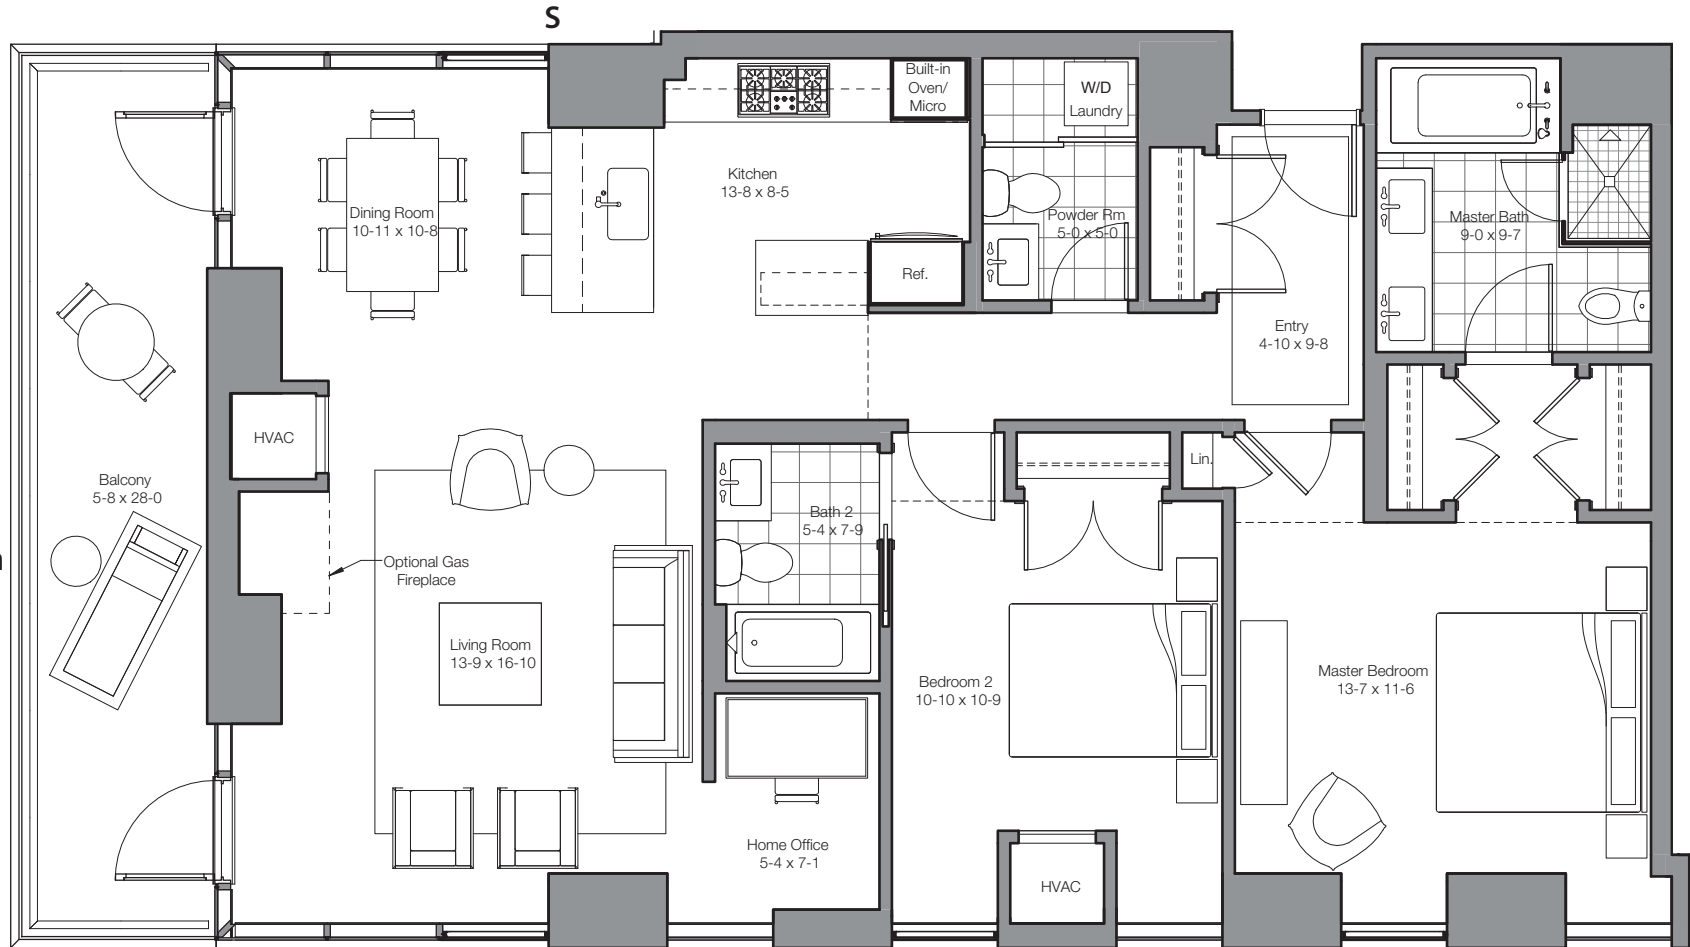 S
Built-in
Oven/
Micro
W/D
Laundry
Kitchen
13-8 x 8-5
Dining Room
10-11 x 10-8
Powder Rm
5-0 x 5-0
Master Bath
9-0 x 9-7
Ref.
Entry
4-10 x 9-8
HVAC
Lin.
Balcony
5-8 x 28-0
Bath 2
5-4 x 7-9
Optional Gas
Fireplace
Living Room
13-9 x 16-10
Bedroom 2
10-10 x 10-9
Master Bedroom
13-7 x 11-6
Home Office
5-4 x 7-1
HVAC